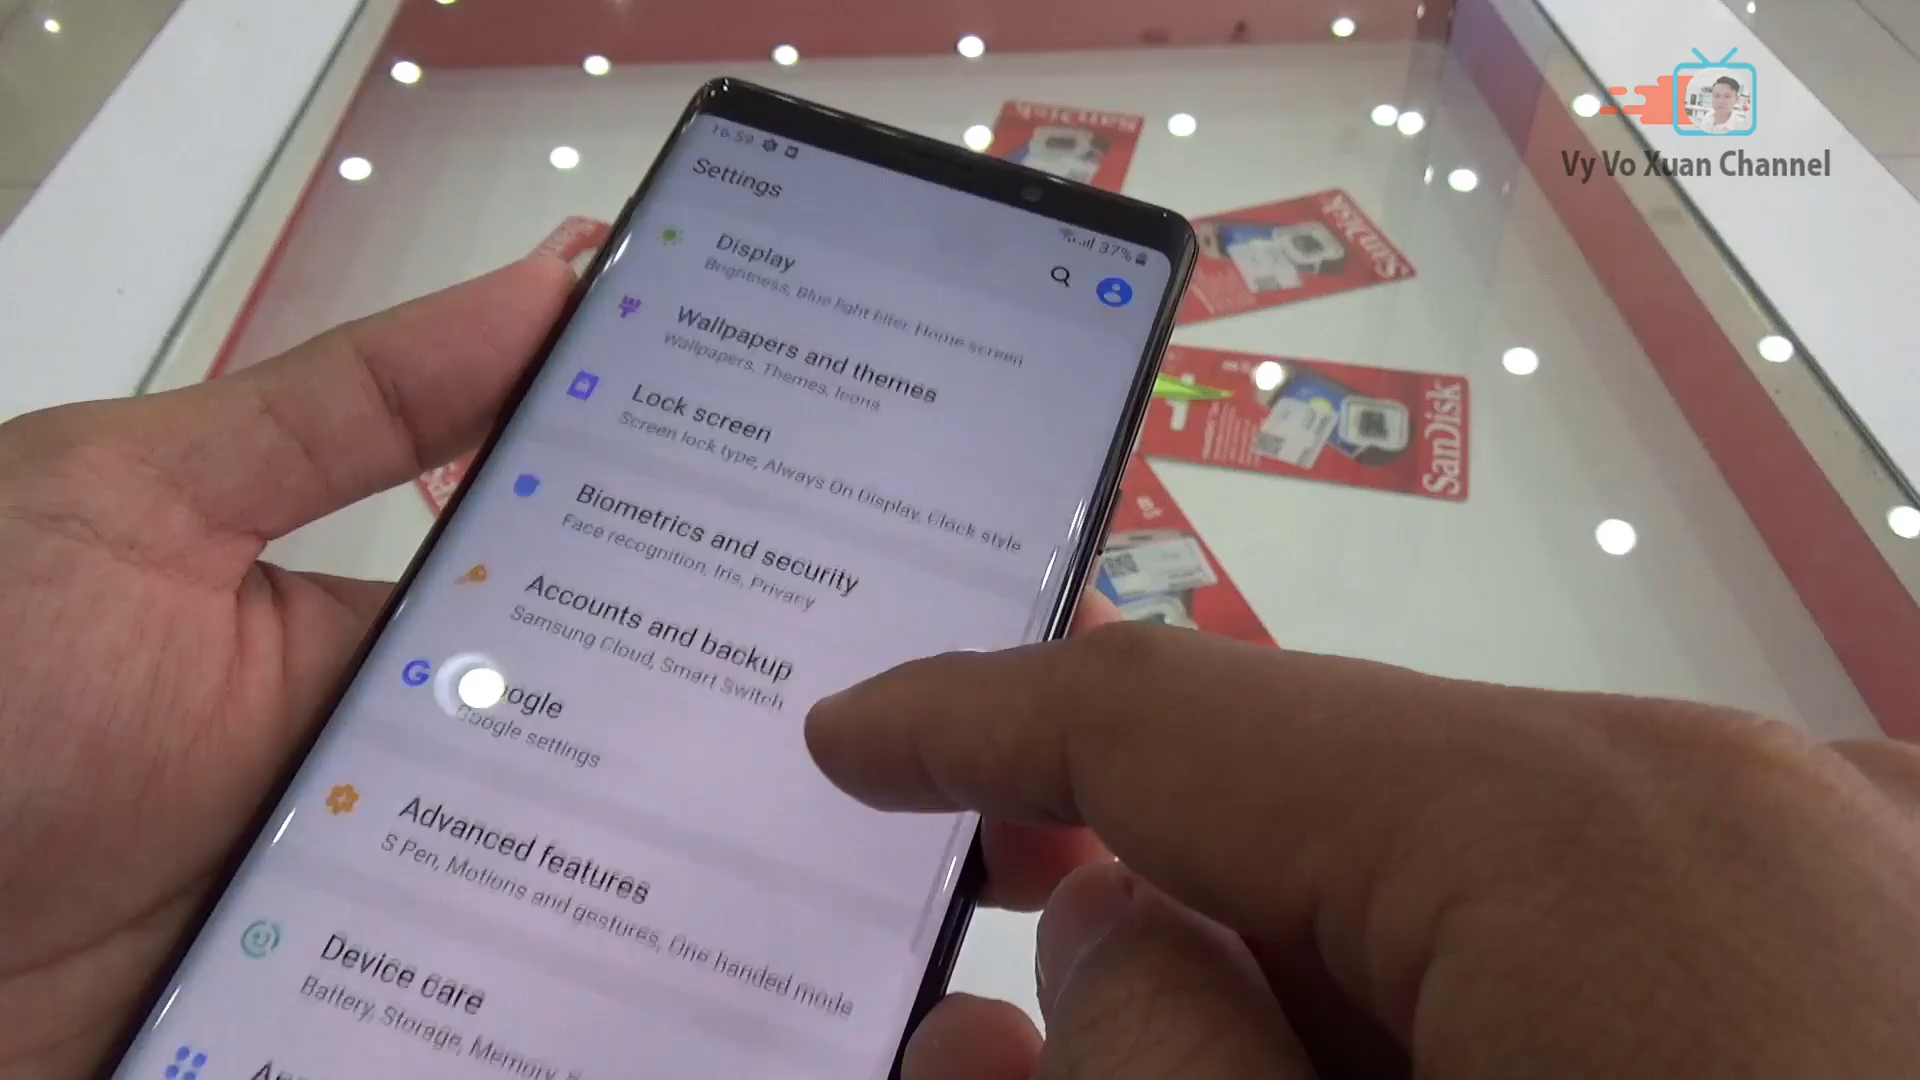 Vy Vo Xuan Channel
16:59
37%
Settings
Display
Brightness, Blue light filter, Home screen
Wallpapers and themes
Wallpapers, Themes, Icons
Lock screen
Screen lock type, Always On Display, Clock style
Biometrics and security
Face recognition, Iris, Privacy
Accounts and backup
Samsung Cloud, Smart Switch
G
oogle
Google settings
Advanced features
S Pen, Motions and gestures, One handed mode
Device care
Battery, Storage, Memory,
SanDisk
SanDisk
SanDisk